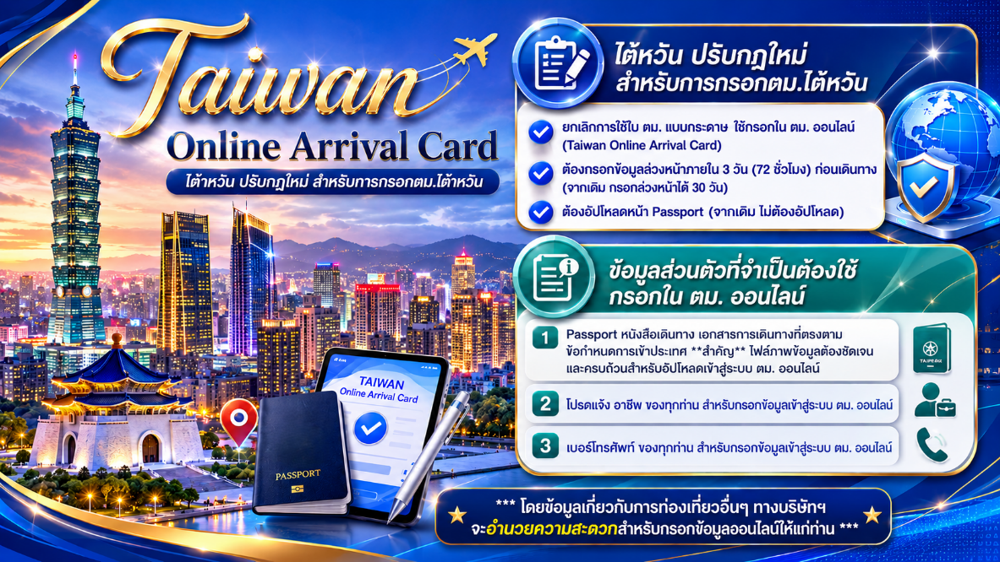 Taiwan
Online Arrival Card
ไต้หวัน ปรับกฎใหม่ สำหรับการกรอกตม.ไต้หวัน
TAIWAN
Online Arrival Card
PASSPORT
ไต้หวัน ปรับกฎใหม่
สำหรับการกรอกตม.ไต้หวัน
ยกเลิกการใช้ใบ ตม. แบบกระดาษ ใช้กรอกใน ตม. ออนไลน์
(Taiwan Online Arrival Card)
ต้องกรอกข้อมูลล่วงหน้าภายใน 3 วัน (72 ชั่วโมง) ก่อนเดินทาง
(จากเดิม กรอกล่วงหน้าได้ 30 วัน)
ต้องอัปโหลดหน้า Passport (จากเดิม ไม่ต้องอัปโหลด)
ข้อมูลส่วนตัวที่จำเป็นต้องใช้
กรอกใน ตม. ออนไลน์
1 Passport หนังสือเดินทาง เอกสารการเดินทางที่ตรงตาม
ข้อกำหนดการเข้าประเทศ **สำคัญ** ไฟล์ภาพข้อมูลต้องชัดเจน
และครบถ้วนสำหรับอัปโหลดเข้าสู่ระบบ ตม. ออนไลน์
2 โปรดแจ้ง อาชีพ ของทุกท่าน สำหรับกรอกข้อมูลเข้าสู่ระบบ ตม. ออนไลน์
3 เบอร์โทรศัพท์ ของทุกท่าน สำหรับกรอกข้อมูลเข้าสู่ระบบ ตม. ออนไลน์
*** โดยข้อมูลเกี่ยวกับการท่องเที่ยวอื่นๆ ทางบริษัทฯ
จะอำนวยความสะดวกสำหรับกรอกข้อมูลออนไลน์ให้แก่ท่าน ***